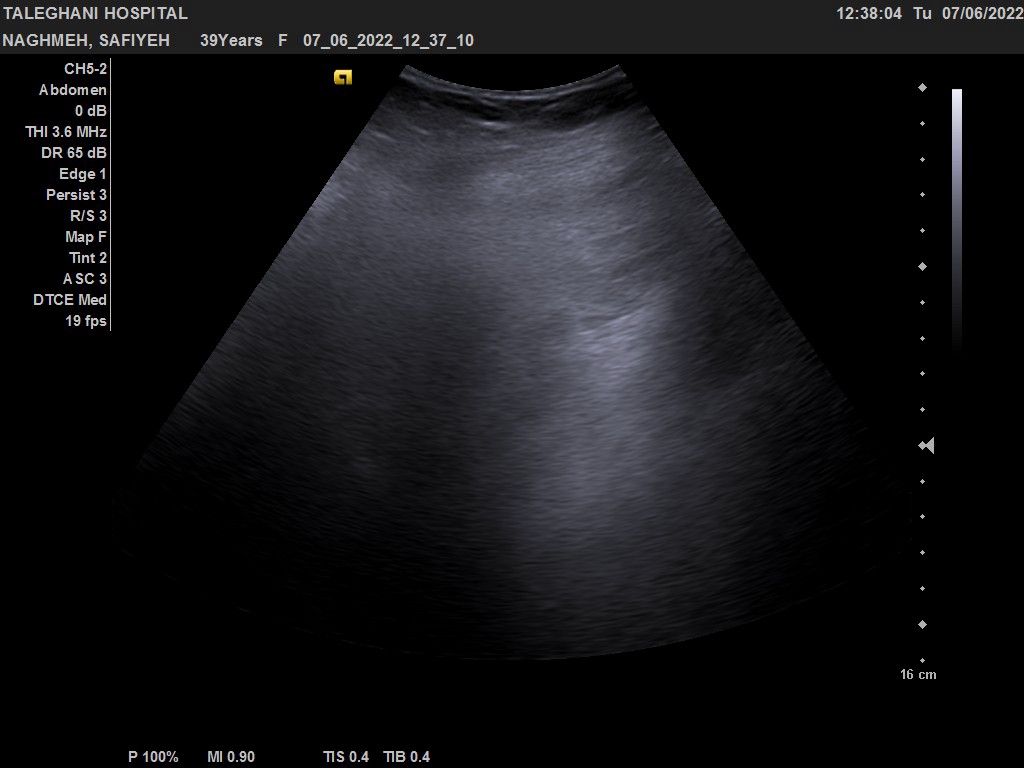 TALEGHANI HOSPITAL 12:38:04 Tu 07/06/2022
NAGHMEH, SAFIYEH 39Years F 07_06_2022_12_37_10
CH5-2
Abdomen
0 dB
THI 3.6 MHz
DR 65 dB
Edge 1
Persist 3
R/S 3
Map F
Tint 2
ASC 3
DTCE Med
19 fps
16 cm
P 100% MI 0.90 TIS 0.4 TIB 0.4